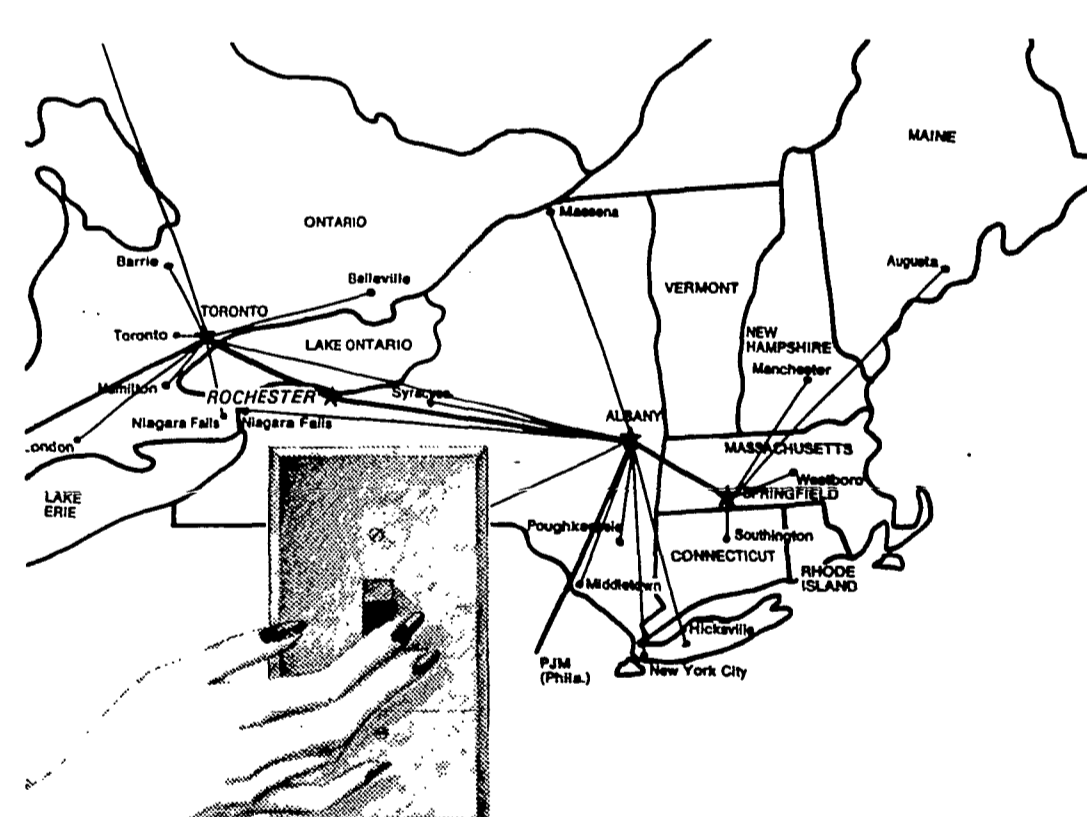 MAINE
ONTARIO
Massena
Barrie
Augusta
Belleville
VERMONT
TORONTO
Toronto
LAKE ONTARIO
NEW
HAMPSHIRE
Manchester
Hamilton
ROCHESTER
Syracuse
Niagara Falls
Niagara Falls
ALBANY
London
MASSACHUSETTS
Westboro
SPRINGFIELD
LAKE
ERIE
Poughkeepsie
Southington
CONNECTICUT
RHODE
ISLAND
Middletown
Hicksville
PJM
(Phila.)
New York City